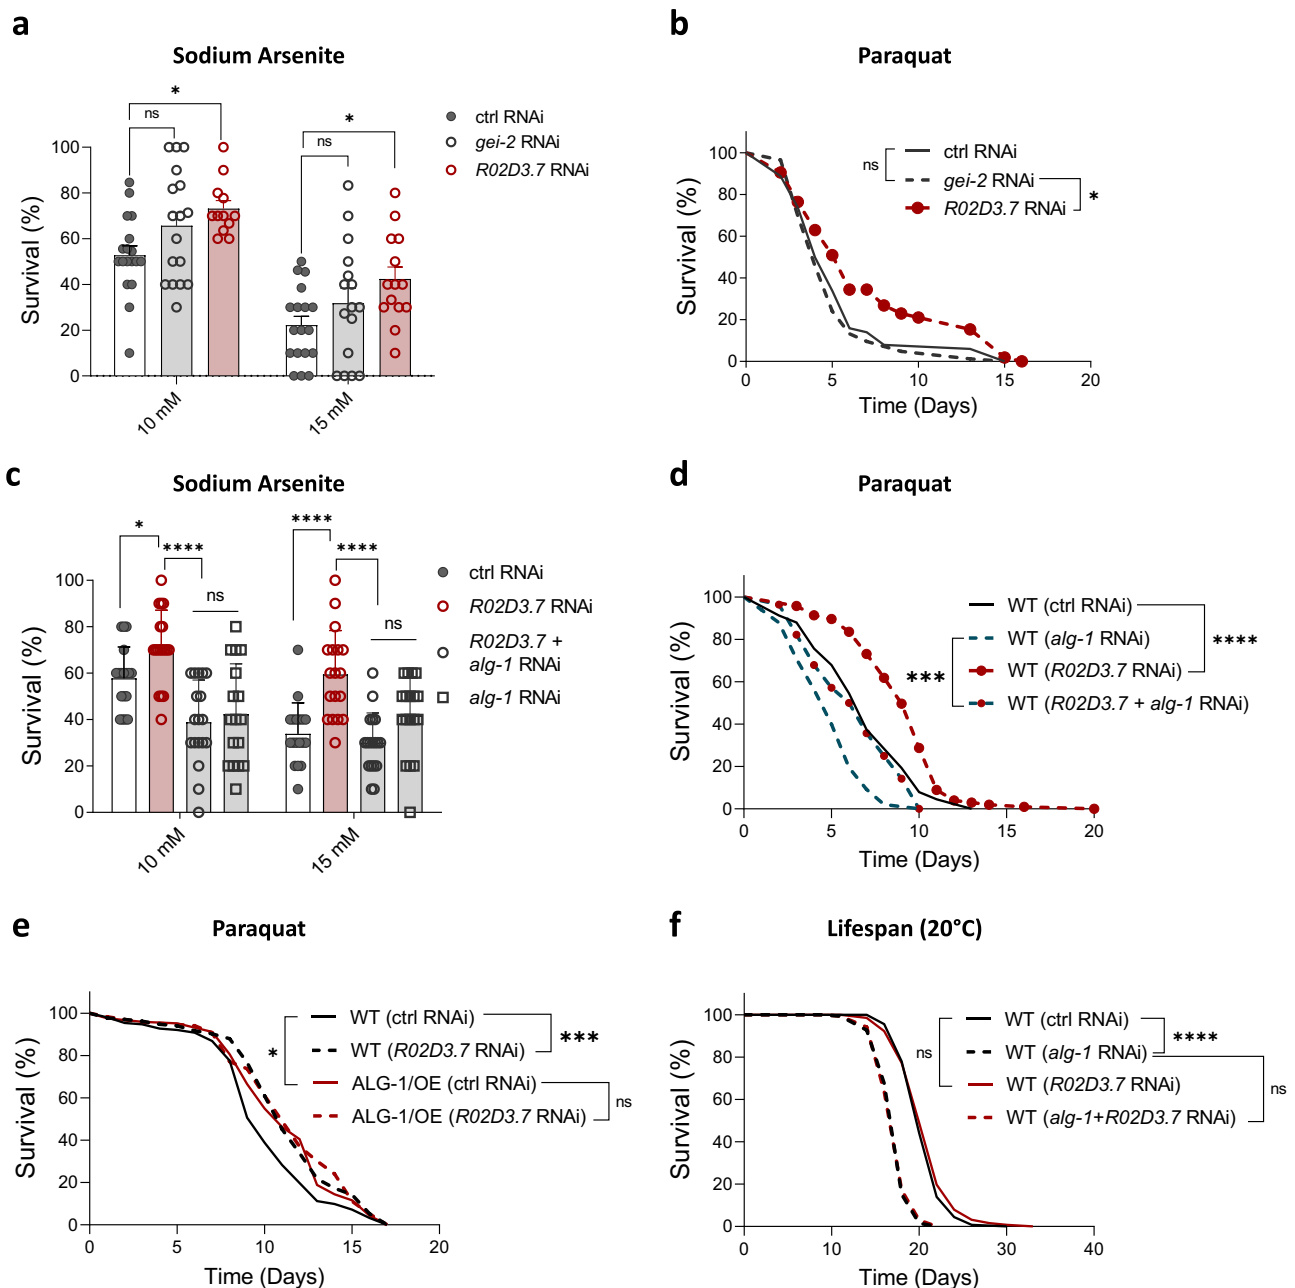 a
Sodium Arsenite
*
ns
*
ns
ctrl RNAi
gei-2 RNAi
R02D3.7 RNAi
Survival (%)
100
80
60
40
20
0
10 mM
15 mM
b
Paraquat
ns
ctrl RNAi
gei-2 RNAi
R02D3.7 RNAi
*
Survival (%)
100
80
60
40
20
0
0
5
10
15
20
Time (Days)
c
Sodium Arsenite
*
****
ns
****
****
ns
ctrl RNAi
R02D3.7 RNAi
R02D3.7 +
alg-1 RNAi
alg-1 RNAi
Survival (%)
100
80
60
40
20
0
10 mM
15 mM
d
Paraquat
WT (ctrl RNAi)
WT (alg-1 RNAi)
WT (R02D3.7 RNAi)
WT (R02D3.7 + alg-1 RNAi)
****
***
Survival (%)
100
80
60
40
20
0
0
5
10
15
20
Time (Days)
e
Paraquat
WT (ctrl RNAi)
WT (R02D3.7 RNAi)
ALG-1/OE (ctrl RNAi)
ALG-1/OE (R02D3.7 RNAi)
*
***
ns
Survival (%)
100
80
60
40
20
0
0
5
10
15
20
Time (Days)
f
Lifespan (20°C)
WT (ctrl RNAi)
WT (alg-1 RNAi)
WT (R02D3.7 RNAi)
WT (alg-1+R02D3.7 RNAi)
ns
****
ns
Survival (%)
100
80
60
40
20
0
0
10
20
30
40
Time (Days)